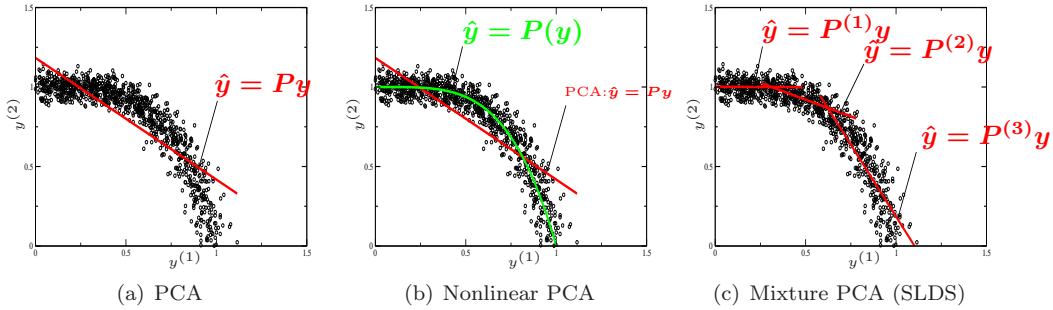 1.5
1
0.5
0
0
0.5
1
1.5
y^(2)
y^(1)
ŷ = Py
(a) PCA
1.5
1
0.5
0
0
0.5
1
1.5
y^(2)
y^(1)
ŷ = P(y)
PCA:ŷ = Py
(b) Nonlinear PCA
1.5
1
0.5
0
0
0.5
1
1.5
y^(2)
y^(1)
ŷ = P^(1)y
ŷ = P^(2)y
ŷ = P^(3)y
(c) Mixture PCA (SLDS)